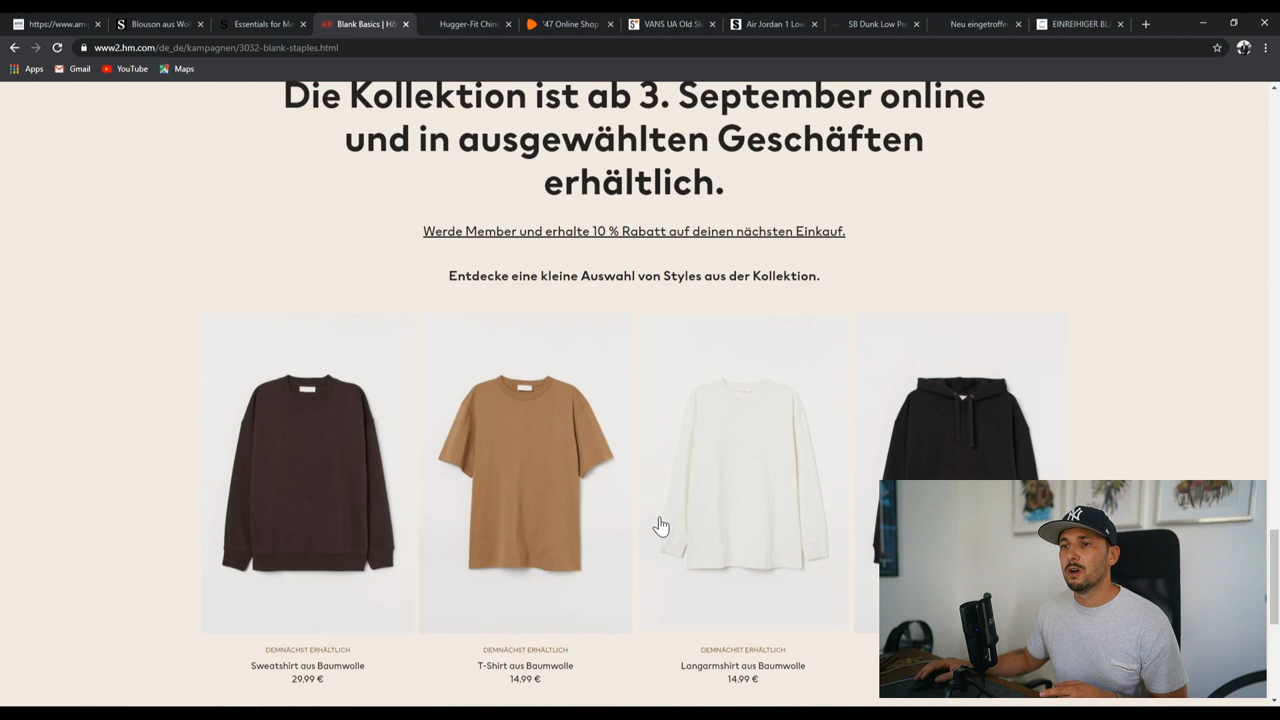 https://www.am
Blouson aus Wol
Essentials for Me
Blank Basics | H&
Hugger-Fit Chino
'47 Online Shop
VANS UA Old Sk
Air Jordan 1 Low
SB Dunk Low Pr
Neu eingetroffen
EINREIHIGER BL
www2.hm.com/de_de/kampagnen/3032-blank-staples.html
Apps
Gmail
YouTube
Maps
Die Kollektion ist ab 3. September online
und in ausgewählten Geschäften
erhältlich.
Werde Member und erhalte 10 % Rabatt auf deinen nächsten Einkauf.
Entdecke eine kleine Auswahl von Styles aus der Kollektion.
DEMNÄCHST ERHÄLTLICH
Sweatshirt aus Baumwolle
29,99 €
DEMNÄCHST ERHÄLTLICH
T-Shirt aus Baumwolle
14,99 €
DEMNÄCHST ERHÄLTLICH
Langarmshirt aus Baumwolle
14,99 €